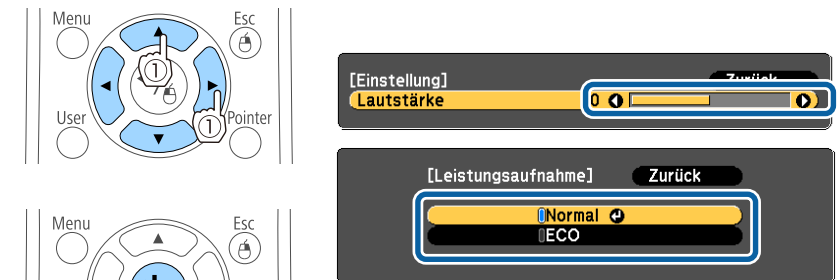 Menu
Esc
User
Pointer
1
1
[Einstellung]
Zurück
Lautstärke
0
[Leistungsaufnahme]
Zurück
Normal
ECO
Menu
Esc